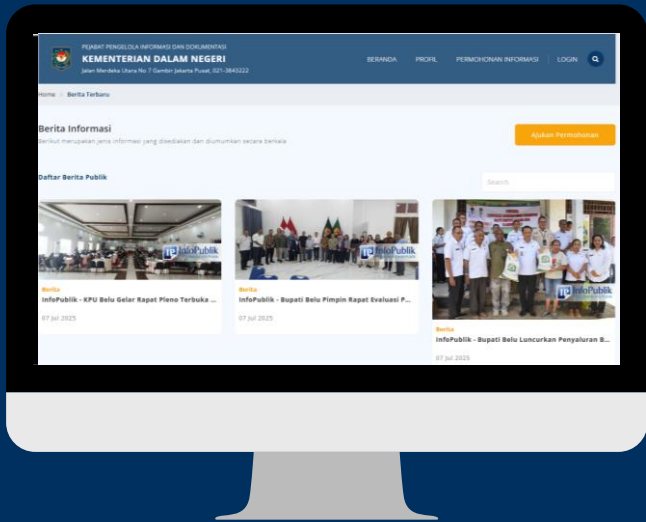 PEJABAT PENGELOLA INFORMASI DAN DOKUMENTASI
KEMENTERIAN DALAM NEGERI
Jalan Merdeka Utara No 7 Gambir Jakarta Pusat, 021-3840222
BERANDA PROFIL PERMOHONAN INFORMASI LOGIN
Home Berita Terbaru
Berita Informasi
Berikut merupakan jenis informasi yang disediakan dan diumumkan secara berkala
Ajukan Permohonan
Daftar Berita Publik
Search
InfoPublik
InfoPublik
InfoPublik
Berita
InfoPublik - KPU Belu Gelar Rapat Pleno Terbuka ...
07 Jul 2025
Berita
InfoPublik - Bupati Belu Pimpin Rapat Evaluasi P...
07 Jul 2025
Berita
InfoPublik - Bupati Belu Luncurkan Penyaluran B...
07 Jul 2025